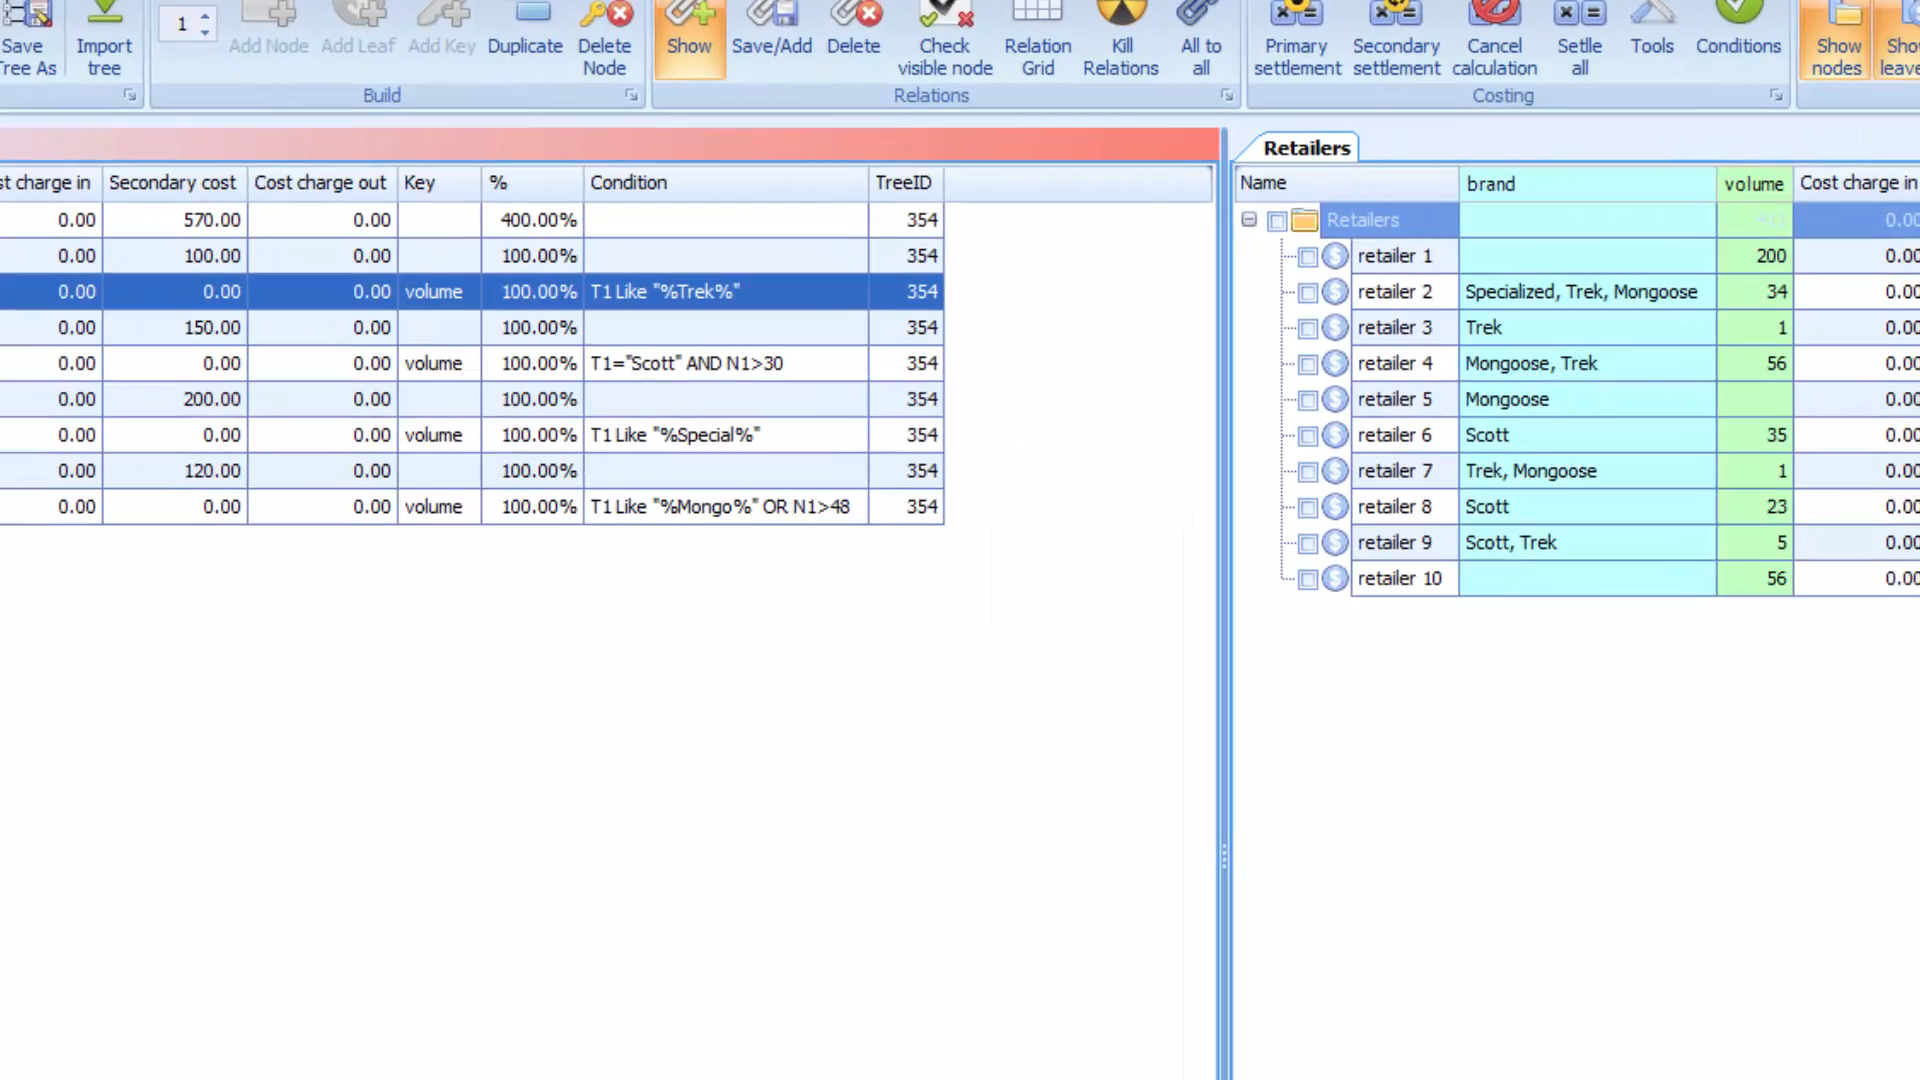 Save
Tree As
Import
tree
1
Add Node
Add Leaf
Add Key
Duplicate
Delete
Node
Build
Show
Save/Add
Delete
Check
visible node
Relation
Grid
Kill
Relations
All to
all
Relations
Primary
settlement
Secondary
settlement
Cancel
calculation
Setlle
all
Tools
Conditions
Costing
Show
nodes
Show
leave
st charge in Secondary cost Cost charge out Key % Condition TreeID
0.00 570.00 0.00 400.00% 354
0.00 100.00 0.00 100.00% 354
0.00 0.00 0.00 volume 100.00% T1 Like "%Trek%" 354
0.00 150.00 0.00 100.00% 354
0.00 0.00 0.00 volume 100.00% T1="Scott" AND N1>30 354
0.00 200.00 0.00 100.00% 354
0.00 0.00 0.00 volume 100.00% T1 Like "%Special%" 354
0.00 120.00 0.00 100.00% 354
0.00 0.00 0.00 volume 100.00% T1 Like "%Mongo%" OR N1>48 354
Retailers
Name brand volume Cost charge in
Retailers 0.00
retailer 1 200 0.00
retailer 2 Specialized, Trek, Mongoose 34 0.00
retailer 3 Trek 1 0.00
retailer 4 Mongoose, Trek 56 0.00
retailer 5 Mongoose 0.00
retailer 6 Scott 35 0.00
retailer 7 Trek, Mongoose 1 0.00
retailer 8 Scott 23 0.00
retailer 9 Scott, Trek 5 0.00
retailer 10 56 0.00